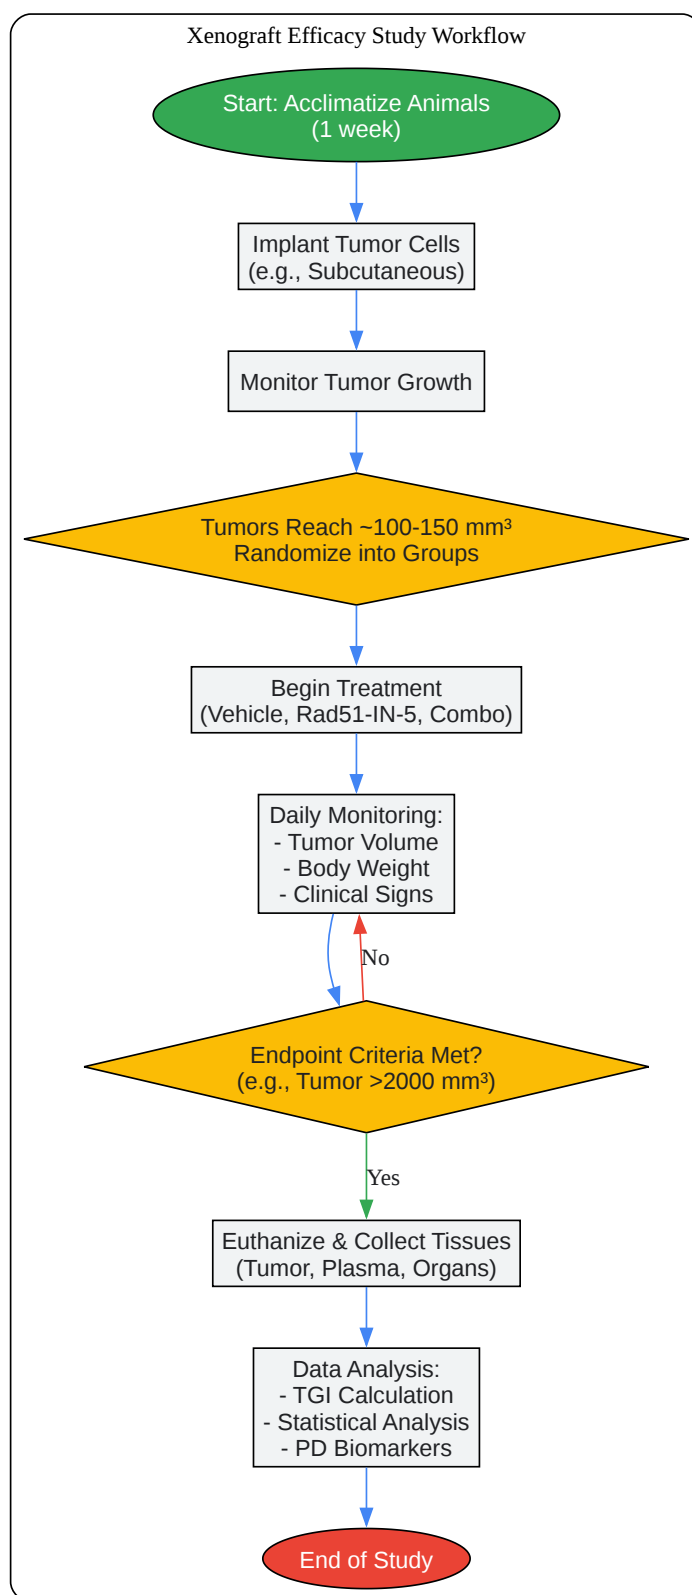 Xenograft Efficacy Study Workflow
Start: Acclimatize Animals
(1 week)
Implant Tumor Cells
(e.g., Subcutaneous)
Monitor Tumor Growth
Tumors Reach ~100-150 mm³
Randomize into Groups
Begin Treatment
(Vehicle, Rad51-IN-5, Combo)
Daily Monitoring:
- Tumor Volume
- Body Weight
- Clinical Signs
No
Endpoint Criteria Met?
(e.g., Tumor >2000 mm³)
Yes
Euthanize & Collect Tissues
(Tumor, Plasma, Organs)
Data Analysis:
- TGI Calculation
- Statistical Analysis
- PD Biomarkers
End of Study